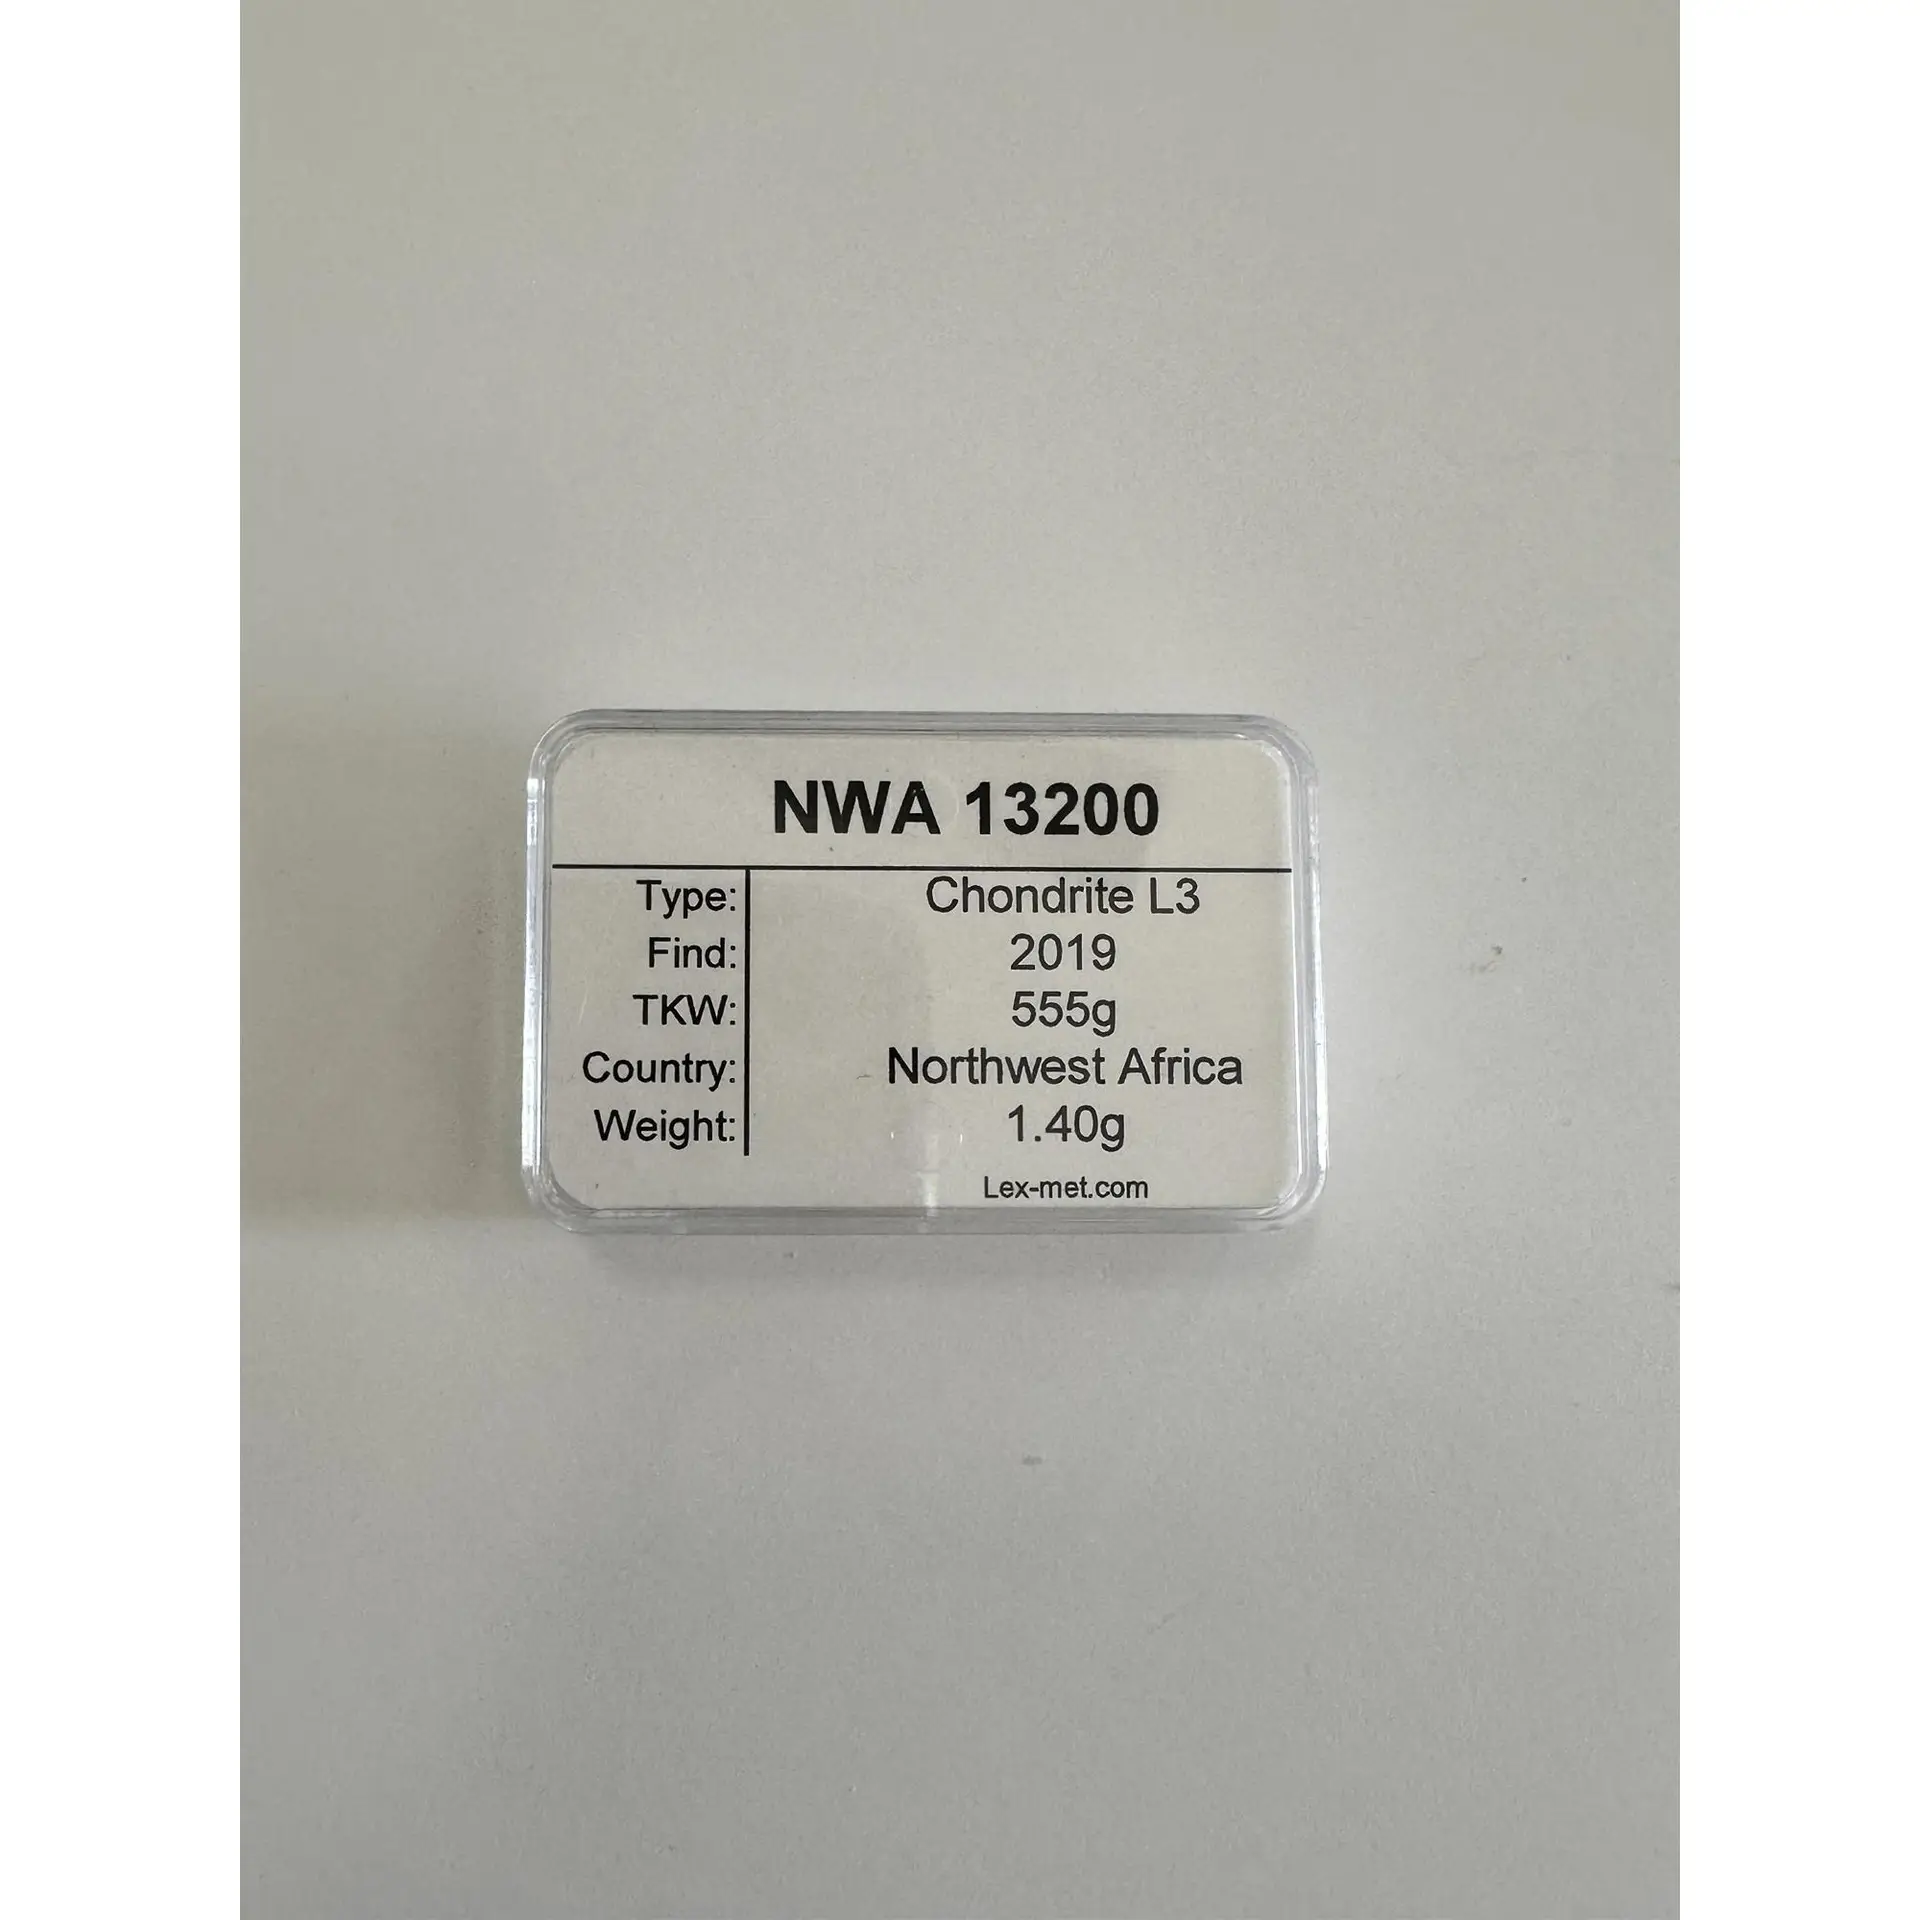 NWA 13200
Type: Chondrite L3
Find: 2019
TKW: 555g
Country: Northwest Africa
Weight: 1.40g
Lex-met.com